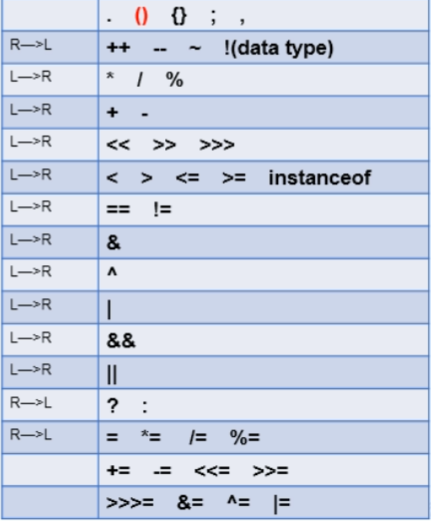 . () {} ; ,
R—>L ++ -- ~ !(data type)
L—>R * / %
L—>R + -
L—>R << >> >>>
L—>R < > <= >= instanceof
L—>R == !=
L—>R &
L—>R ^
L—>R |
L—>R &&
L—>R ||
R—>L ? :
R—>L = *= /= %=
+= -= <<= >>=
>>>= &= ^= |=